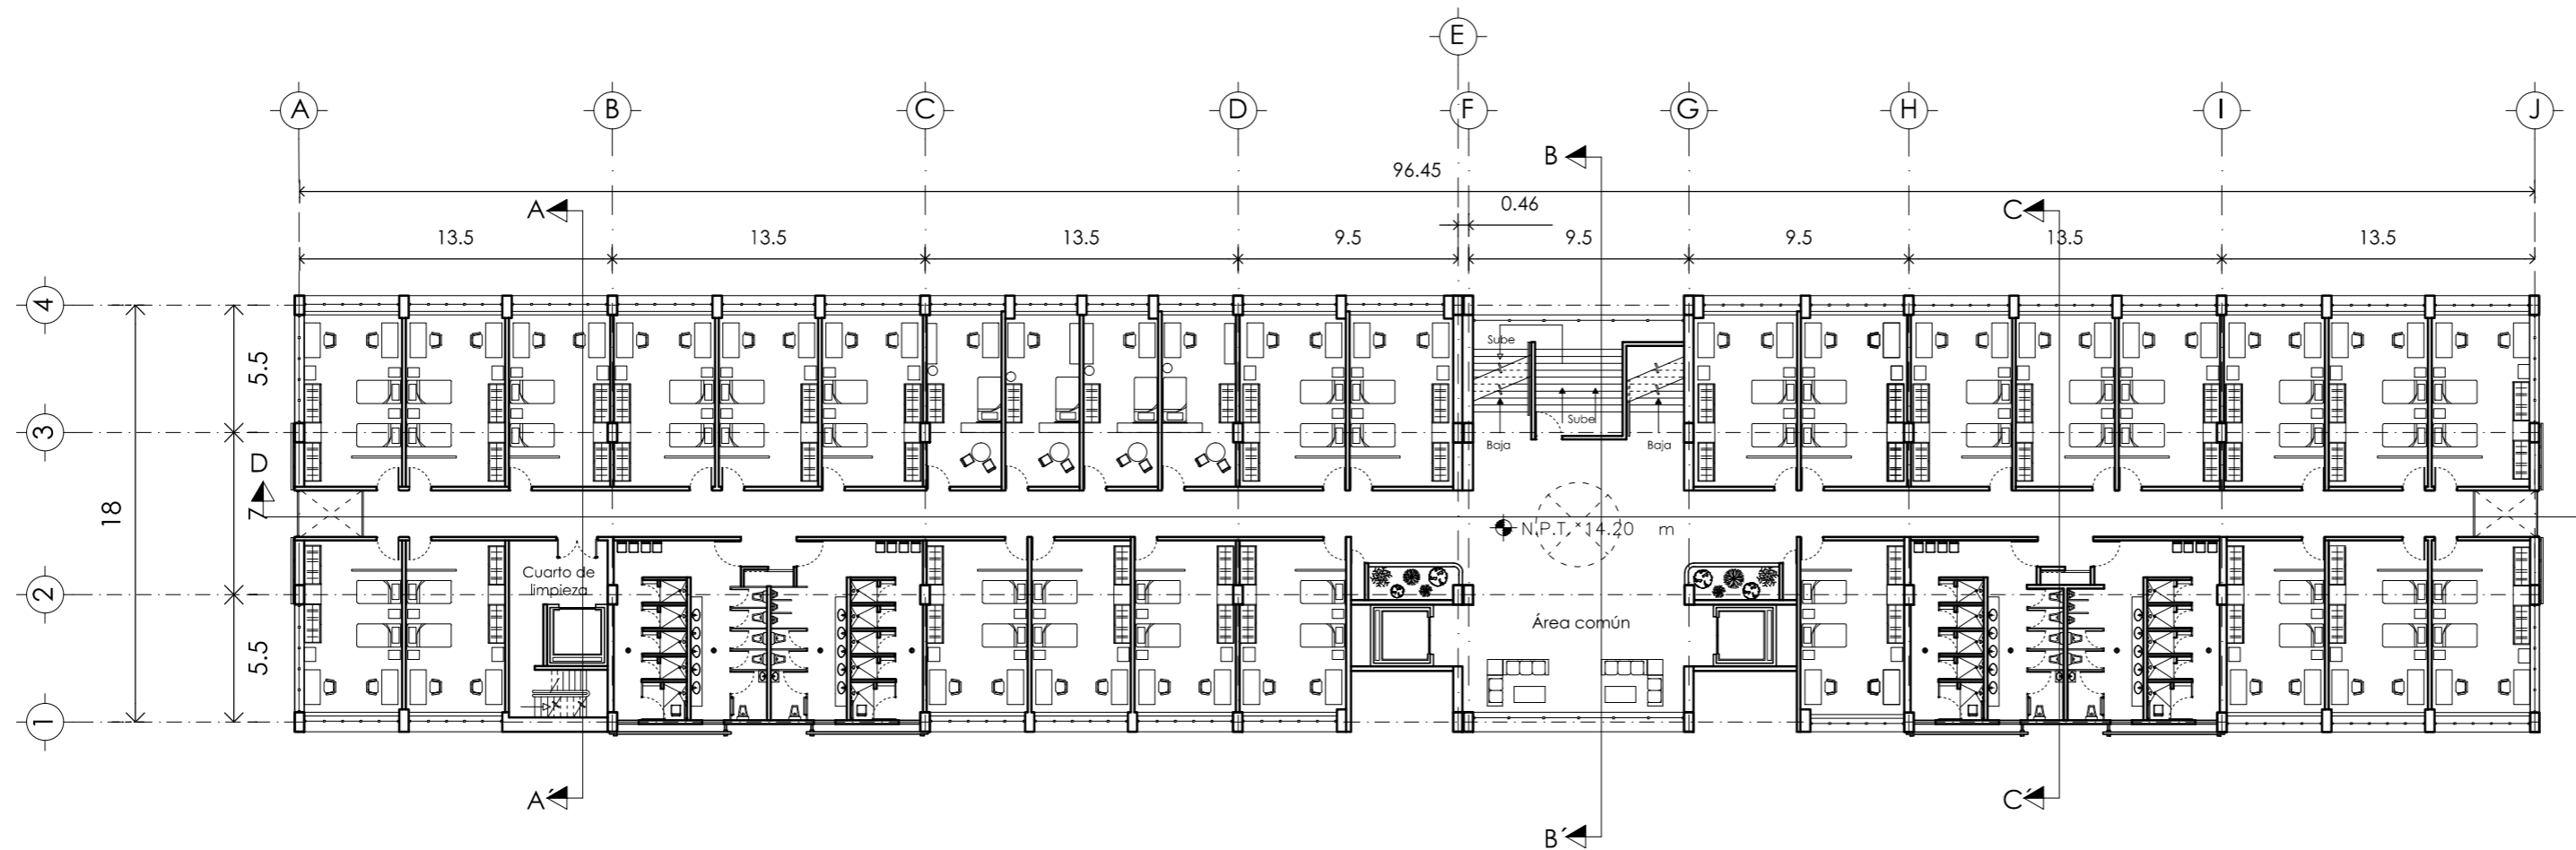 E
A B C D F G H I J
B
96.45
A C
0.46
13.5 13.5 13.5 9.5 9.5 9.5 13.5 13.5
4
Sube
5.5
Sube
3
Baja Baja
D
18
7
N.P.T. 14.20 m
Cuarto de
limpieza
2
Área común
5.5
1
A´ C´
B´